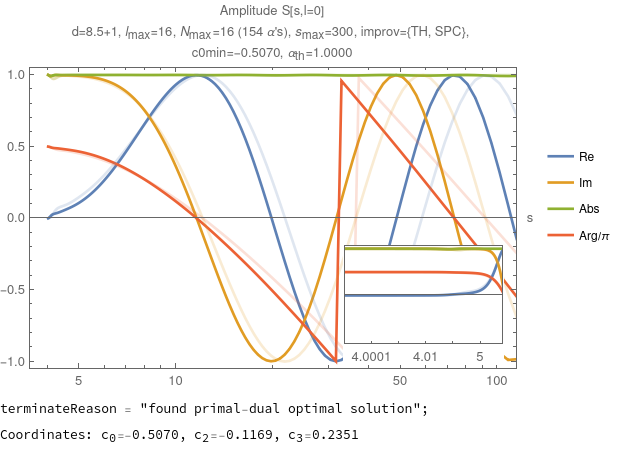 Amplitude S[s,l=0]
d=8.5+1, lmax=16, Nmax=16 (154 α's), smax=300, improv={TH, SPC},
c0min=-0.5070, αth=1.0000
1.0
0.5
0.0
-0.5
-1.0
s
5
10
50
100
4.0001
4.01
5
Re
Im
Abs
Arg/π
terminateReason = "found primal-dual optimal solution";
Coordinates: c0=-0.5070, c2=-0.1169, c3=0.2351